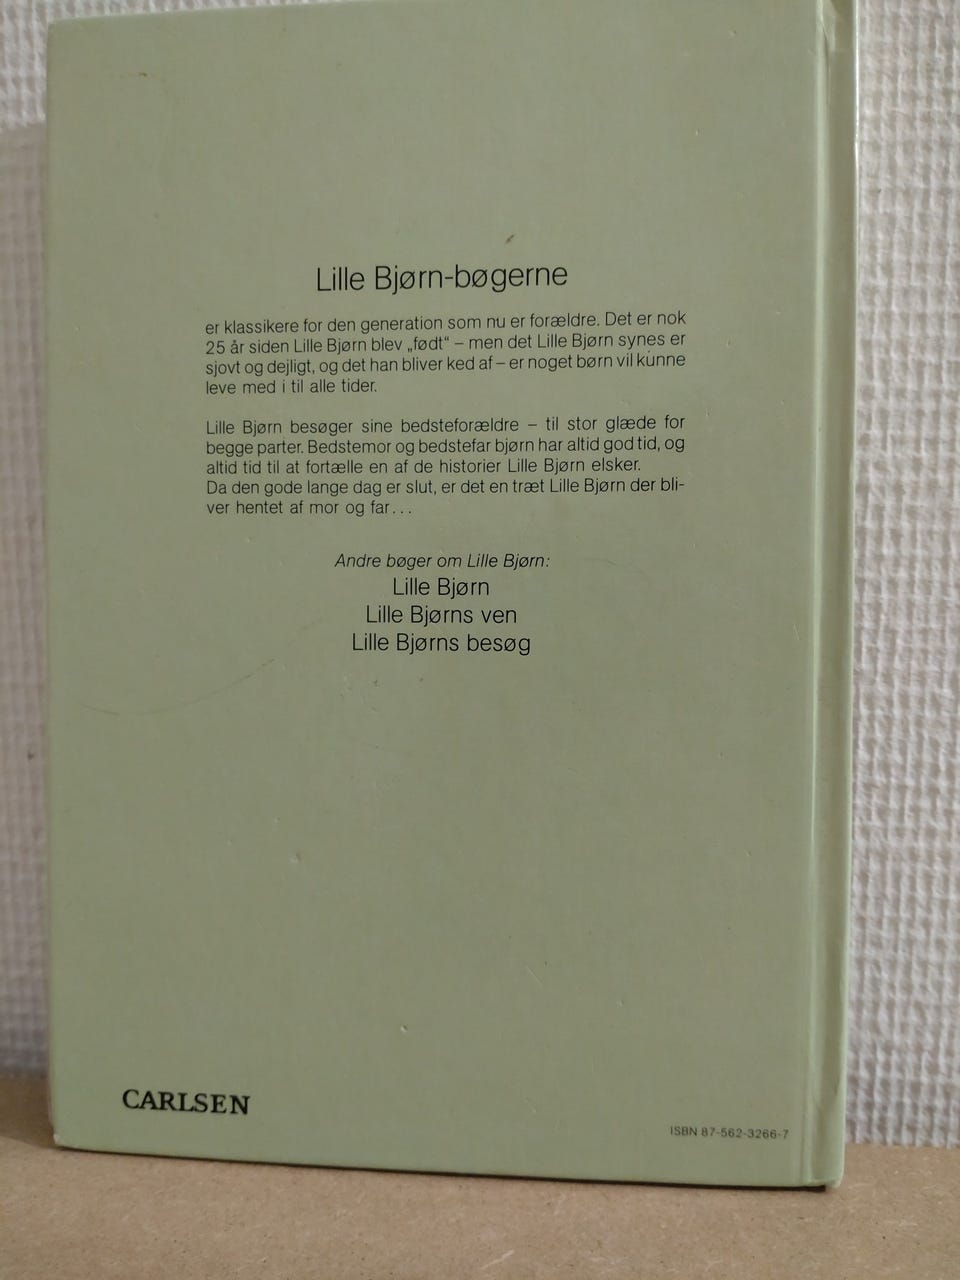 Lille Bjørn-bøgerne
er klassikere for den generation som nu er forældre. Det er nok
25 år siden Lille Bjørn blev „født“ – men det Lille Bjørn synes er
sjovt og dejligt, og det han bliver ked af – er noget børn vil kunne
leve med i til alle tider.
Lille Bjørn besøger sine bedsteforældre – til stor glæde for
begge parter. Bedstemor og bedstefar bjørn har altid god tid, og
altid tid til at fortælle en af de historier Lille Bjørn elsker.
Da den gode lange dag er slut, er det en træt Lille Bjørn der bli-
ver hentet af mor og far...
Andre bøger om Lille Bjørn:
Lille Bjørn
Lille Bjørns ven
Lille Bjørns besøg
CARLSEN
ISBN 87-562-3266-7